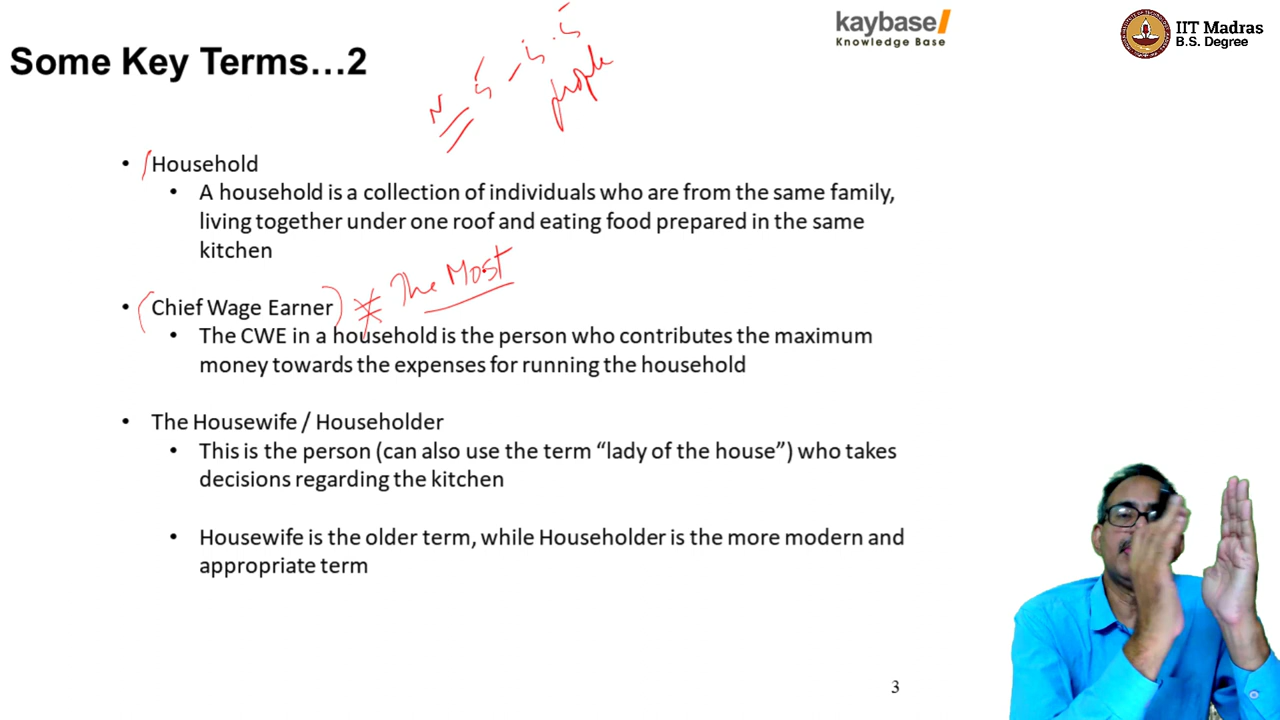 Some Key Terms…2
kaybase/
Knowledge Base
IIT Madras
B.S. Degree
people
• Household
• A household is a collection of individuals who are from the same family,
living together under one roof and eating food prepared in the same
kitchen
The Most
• Chief Wage Earner
• The CWE in a household is the person who contributes the maximum
money towards the expenses for running the household
• The Housewife / Householder
• This is the person (can also use the term “lady of the house”) who takes
decisions regarding the kitchen
• Housewife is the older term, while Householder is the more modern and
appropriate term
3